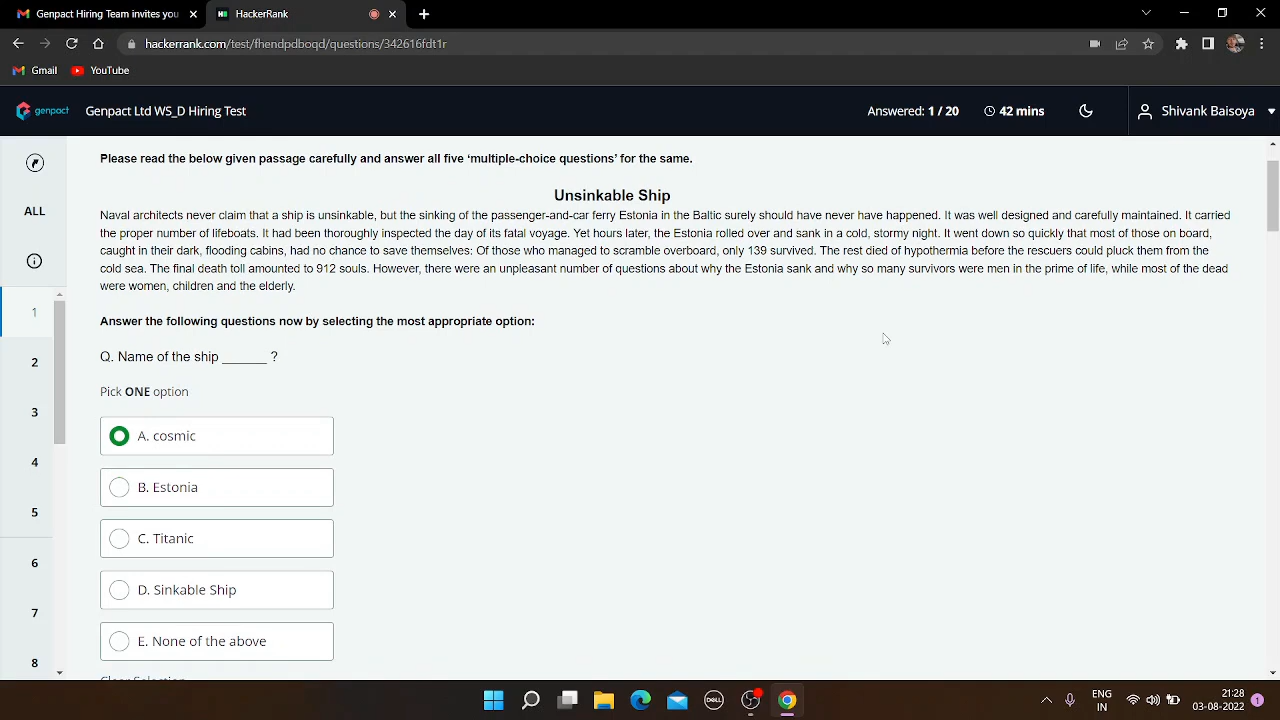 Genpact Hiring Team invites you
HackerRank
hackerrank.com/test/fhendpdboqd/questions/342616fdt1r
Gmail
YouTube
genpact
Genpact Ltd WS_D Hiring Test
Answered: 1 / 20
42 mins
Shivank Baisoya
Please read the below given passage carefully and answer all five ‘multiple-choice questions’ for the same.
Unsinkable Ship
Naval architects never claim that a ship is unsinkable, but the sinking of the passenger-and-car ferry Estonia in the Baltic surely should have never have happened. It was well designed and carefully maintained. It carried
the proper number of lifeboats. It had been thoroughly inspected the day of its fatal voyage. Yet hours later, the Estonia rolled over and sank in a cold, stormy night. It went down so quickly that most of those on board,
caught in their dark, flooding cabins, had no chance to save themselves: Of those who managed to scramble overboard, only 139 survived. The rest died of hypothermia before the rescuers could pluck them from the
cold sea. The final death toll amounted to 912 souls. However, there were an unpleasant number of questions about why the Estonia sank and why so many survivors were men in the prime of life, while most of the dead
were women, children and the elderly.
Answer the following questions now by selecting the most appropriate option:
Q. Name of the ship ______ ?
Pick ONE option
A. cosmic
B. Estonia
C. Titanic
D. Sinkable Ship
E. None of the above
Clear Selection
ALL
1
2
3
4
5
6
7
8
DELL
ENG
IN
21:28
03-08-2022
1